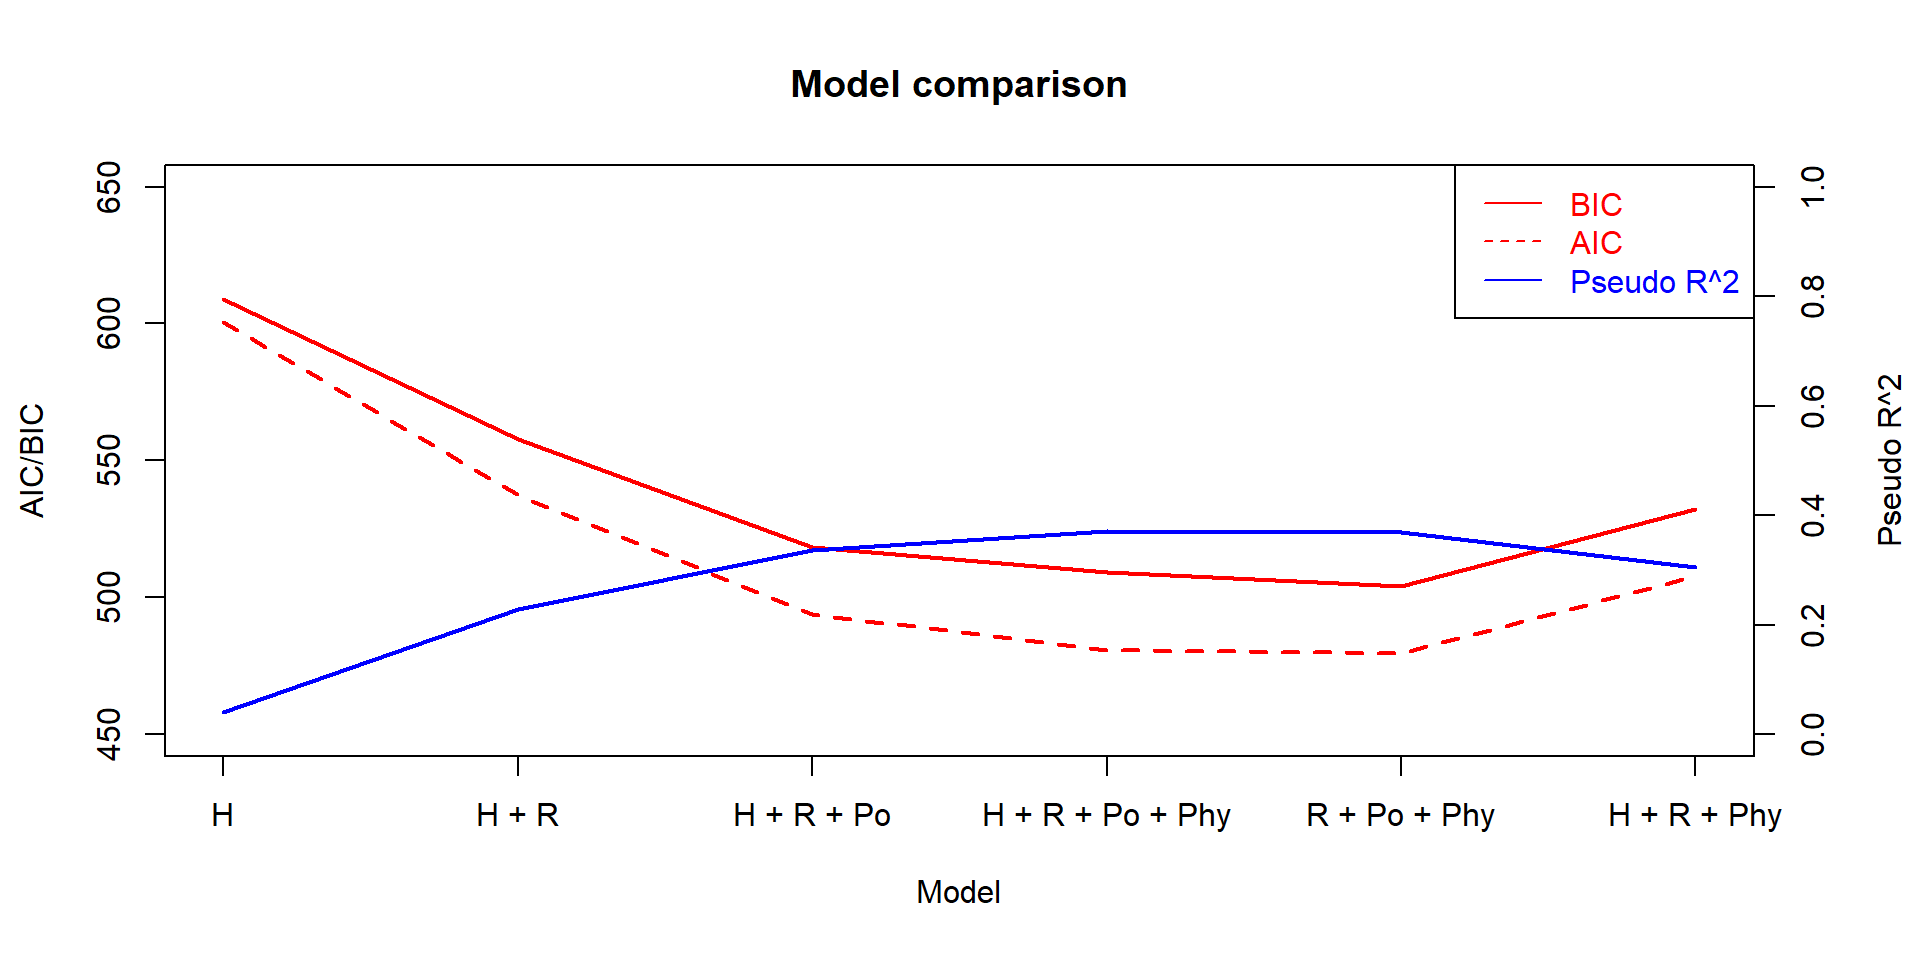 Model comparison
650
600
550
500
450
AIC/BIC
BIC
AIC
Pseudo R^2
1.0
0.8
0.6
0.4
0.2
0.0
Pseudo R^2
H
H + R
H + R + Po
H + R + Po + Phy
R + Po + Phy
H + R + Phy
Model